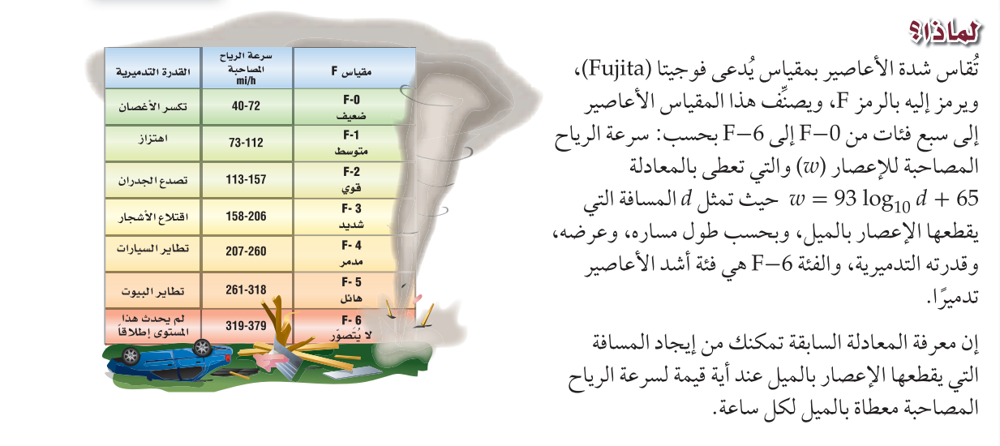 لماذا؟
تُقاس شدة الأعاصير بمقياس يُدعى فوجيتا (Fujita)،
ويرمز إليه بالرمز F، ويصنِّف هذا المقياس الأعاصير
إلى سبع فئات من F−0 إلى F−6 بحسب: سرعة الرياح
المصاحبة للإعصار (w) والتي تعطى بالمعادلة
w = 93 log₁₀ d + 65 حيث تمثل d المسافة التي
يقطعها الإعصار بالميل، وبحسب طول مساره، وعرضه،
وقدرته التدميرية، والفئة F−6 هي فئة أشد الأعاصير
تدميرًا.
إن معرفة المعادلة السابقة تمكنك من إيجاد المسافة
التي يقطعها الإعصار بالميل عند أية قيمة لسرعة الرياح
المصاحبة معطاة بالميل لكل ساعة.
مقياس F
سرعة الرياح
المصاحبة
mi/h
القدرة التدميرية
F-0
ضعيف
40-72
تكسر الأغصان
F-1
متوسط
73-112
اهتزاز
F-2
قوي
113-157
تصدع الجدران
F- 3
شديد
158-206
اقتلاع الأشجار
F- 4
مدمر
207-260
تطاير السيارات
F- 5
هائل
261-318
تطاير البيوت
F- 6
لا يُتَصوّر
319-379
لم يحدث هذا
المستوى إطلاقاً